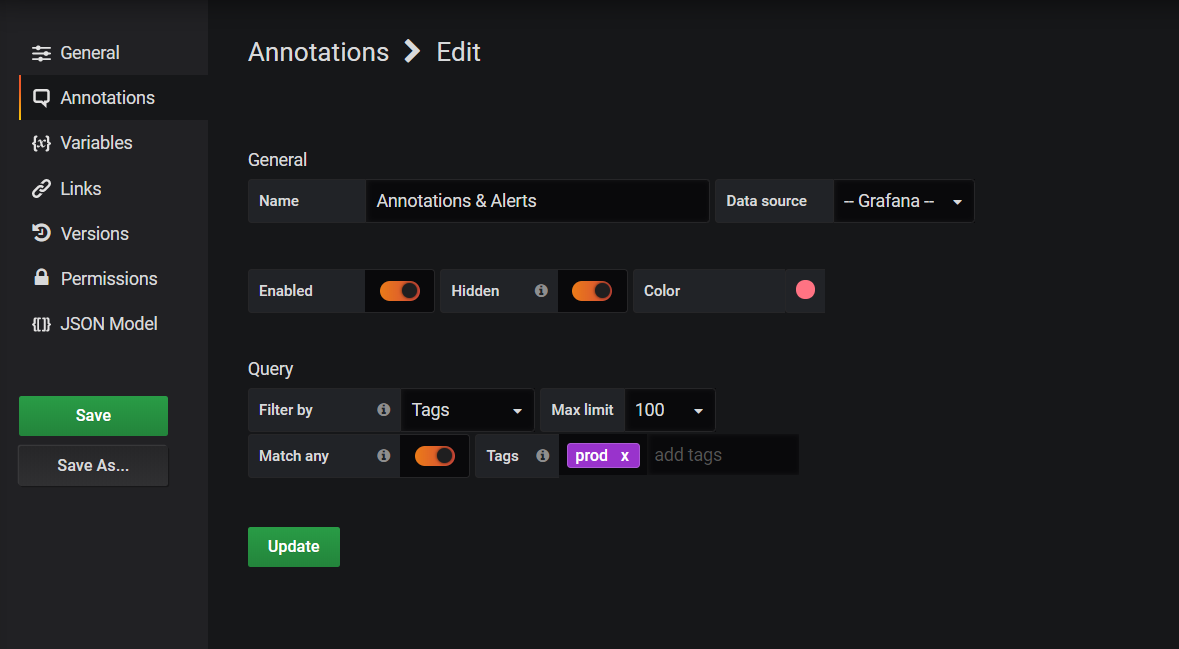 General
Annotations
Variables
Links
Versions
Permissions
JSON Model
Save
Save As...
Annotations > Edit
General
Name Annotations & Alerts Data source -- Grafana --
Enabled Hidden Color
Query
Filter by Tags Max limit 100
Match any Tags prod x add tags
Update